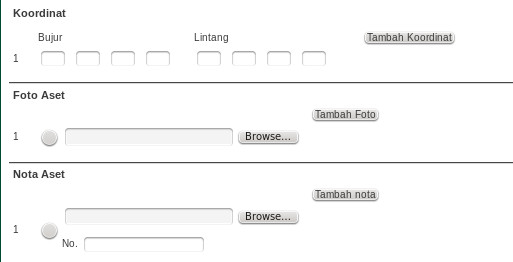 Koordinat
Bujur Lintang Tambah Koordinat
1
Foto Aset
Tambah Foto
1 Browse...
Nota Aset
Tambah nota
Browse...
1
No.